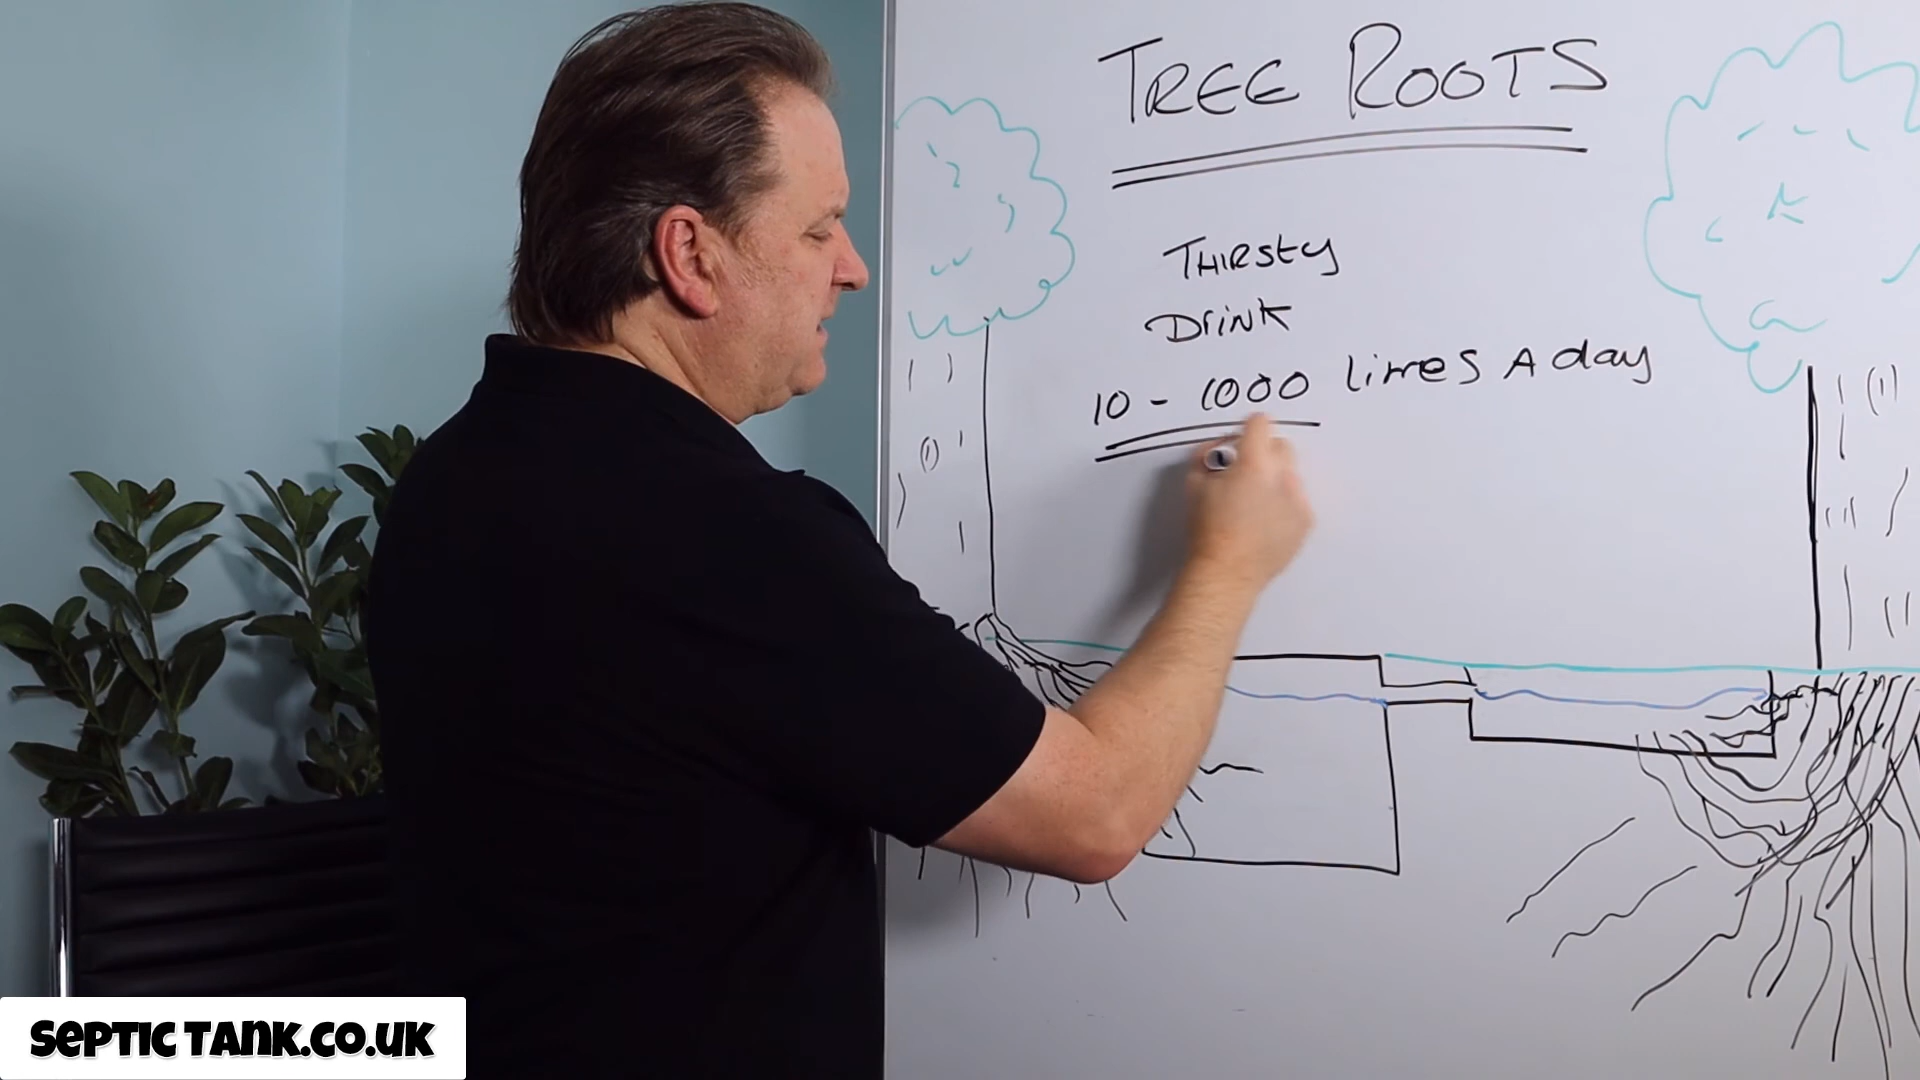 TREE ROOTS
THIRSTY
Drink
10 - 1000 litres A day
SEPTIC TANK.CO.UK